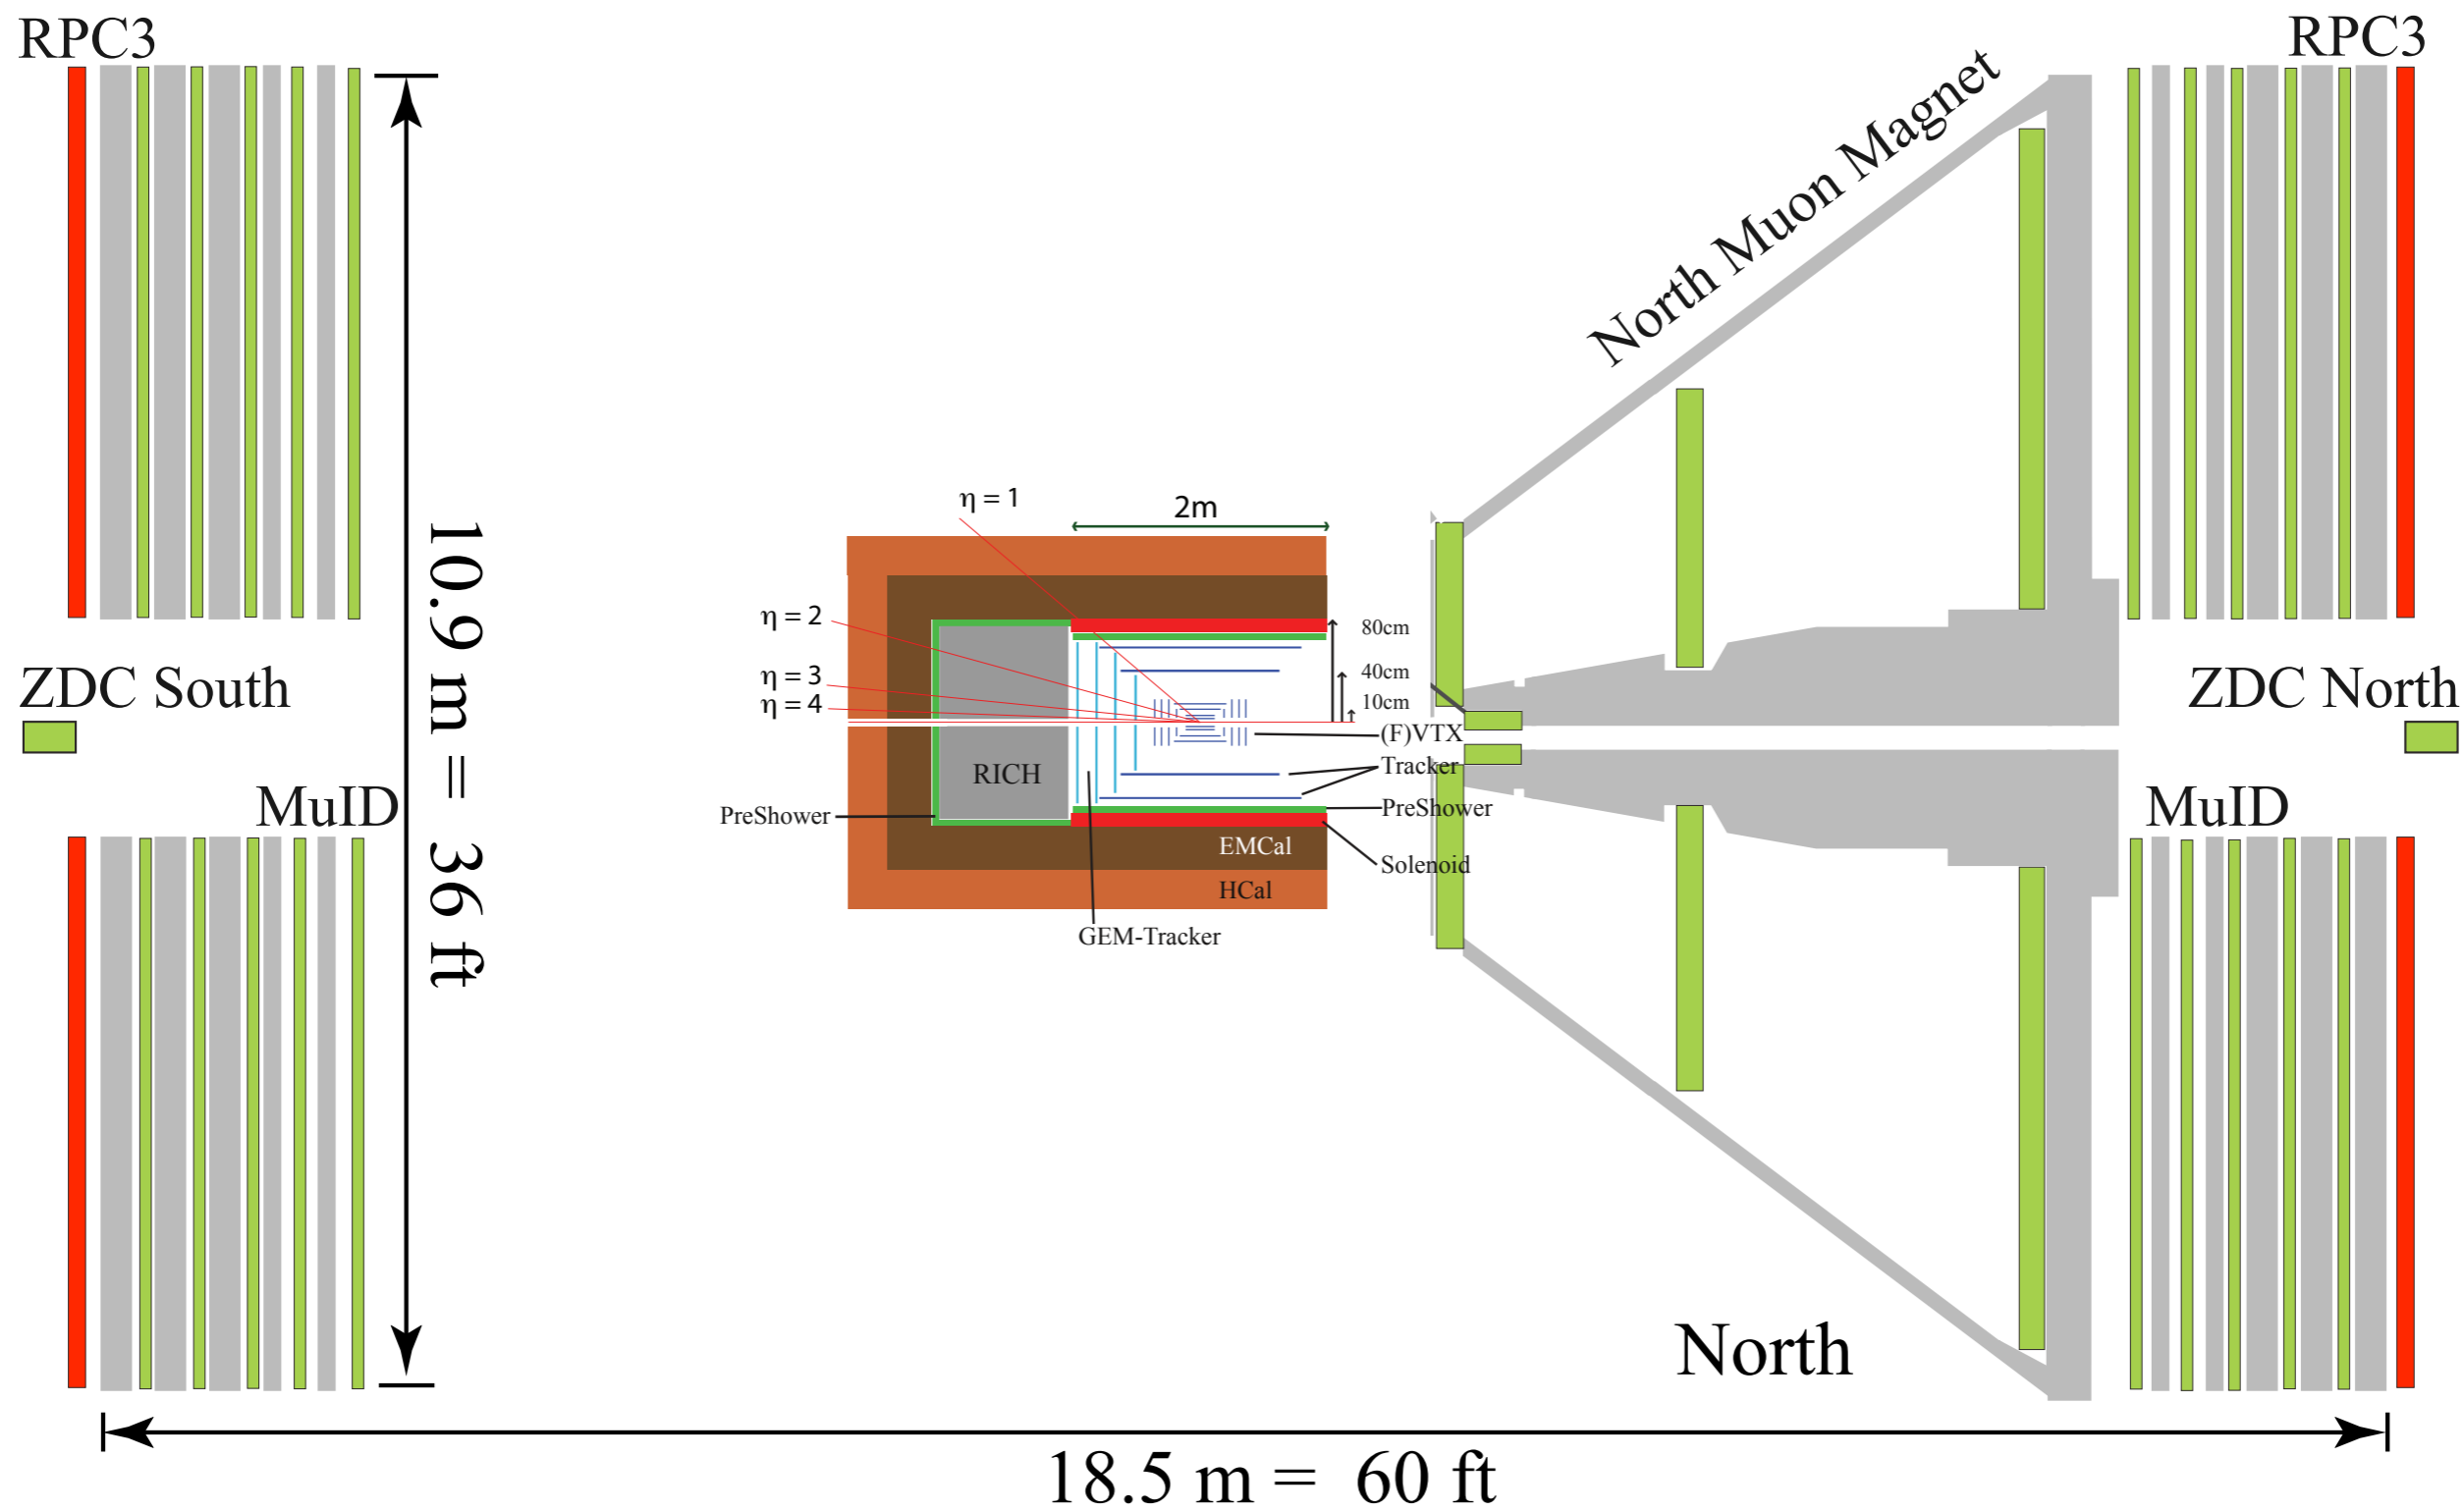 RPC3
RPC3
North Muon Magnet
η = 1
2m
η = 2
80cm
η = 3
40cm
η = 4
10cm
ZDC South
ZDC North
10.9 m = 36 ft
(F)VTX
Tracker
RICH
MuID
MuID
PreShower
PreShower
EMCal
Solenoid
HCal
GEM-Tracker
North
18.5 m = 60 ft